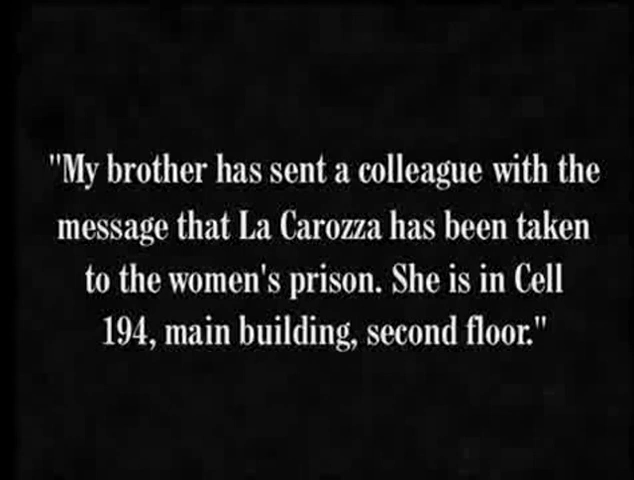 "My brother has sent a colleague with the
message that La Carozza has been taken
to the women's prison. She is in Cell
194, main building, second floor."